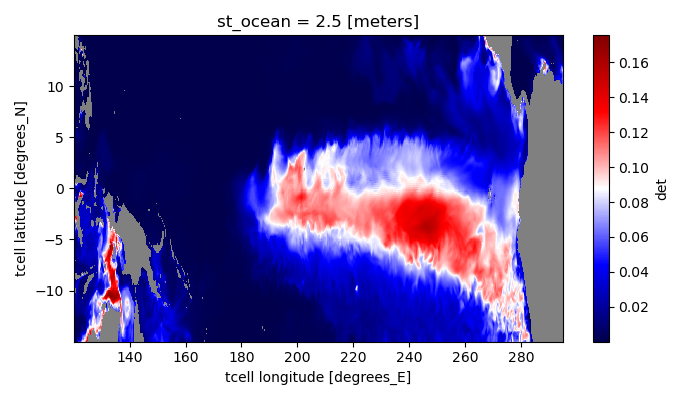 st_ocean = 2.5 [meters]
10
5
0
−5
−10
tcell latitude [degrees_N]
140 160 180 200 220 240 260 280
tcell longitude [degrees_E]
0.16
0.14
0.12
0.10
0.08
0.06
0.04
0.02
det